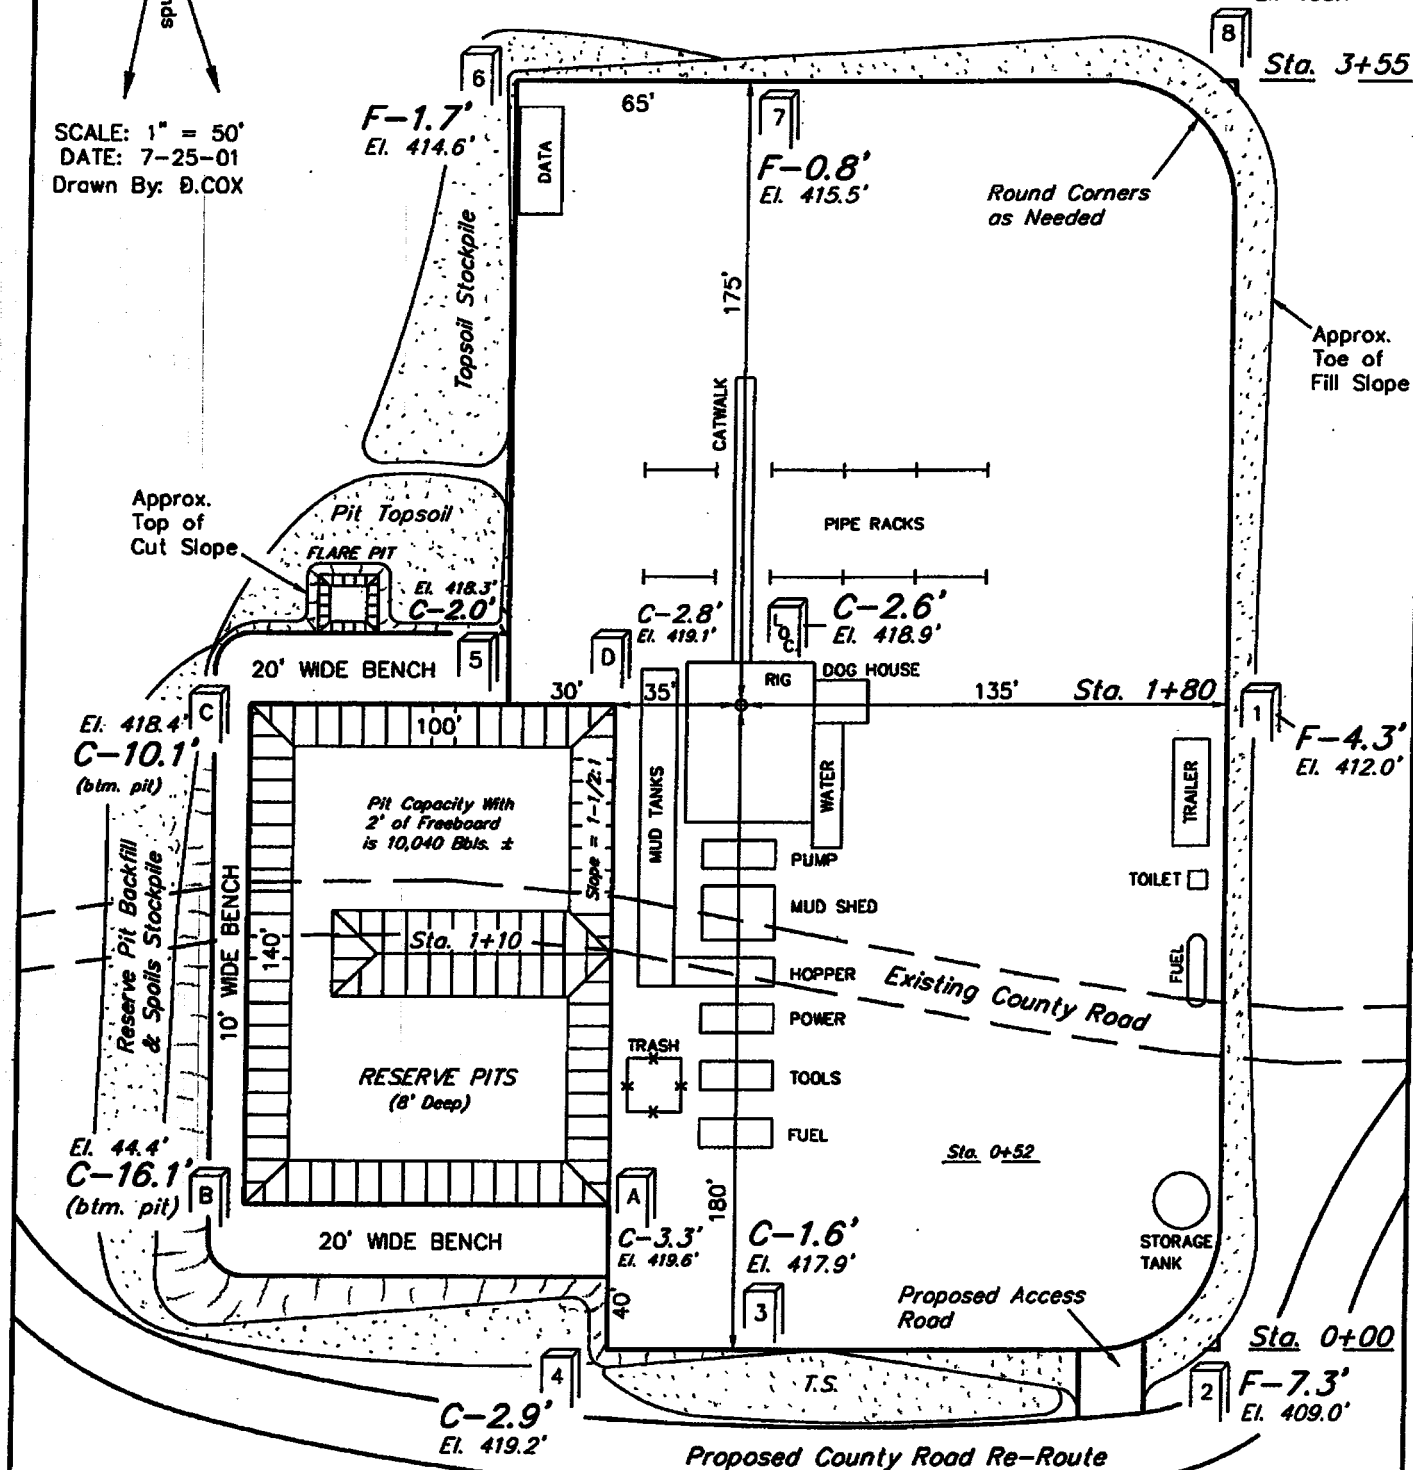 8
Sta. 3+55
6
65'
F-1.7'
El. 414.6'
SCALE: 1" = 50'
DATE: 7-25-01
Drawn By: D.COX
DATA
7
F-0.8'
El. 415.5'
Round Corners
as Needed
Topsoil Stockpile
175'
Approx.
Toe of
Fill Slope
CATWALK
Approx.
Top of
Cut Slope
Pit Topsoil
FLARE PIT
PIPE RACKS
El. 418.3'
C-2.0'
C-2.8'
El. 419.1'
LOC.
C-2.6'
El. 418.9'
20' WIDE BENCH
5
D
RIG
DOG HOUSE
30'
35'
135'
Sta. 1+80
1
F-4.3'
El. 412.0'
El. 418.4'
C
C-10.1'
(btm. pit)
100'
Slope = 1-1/2:1
MUD TANKS
WATER
TRAILER
Pit Capacity With
2' of Freeboard
is 10,040 Bbls. ±
PUMP
TOILET
MUD SHED
Reserve Pit Backfill
& Spoils Stockpile
10' WIDE BENCH
140'
Sta. 1+10
HOPPER
FUEL
Existing County Road
POWER
TRASH
RESERVE PITS
(8' Deep)
TOOLS
FUEL
El. 44.4'
C-16.1'
(btm. pit)
B
Sta. 0+52
A
180'
C-3.3'
El. 419.6'
C-1.6'
El. 417.9'
20' WIDE BENCH
STORAGE
TANK
40'
3
Proposed Access
Road
Sta. 0+00
4
T.S.
2
F-7.3'
El. 409.0'
C-2.9'
El. 419.2'
Proposed County Road Re-Route